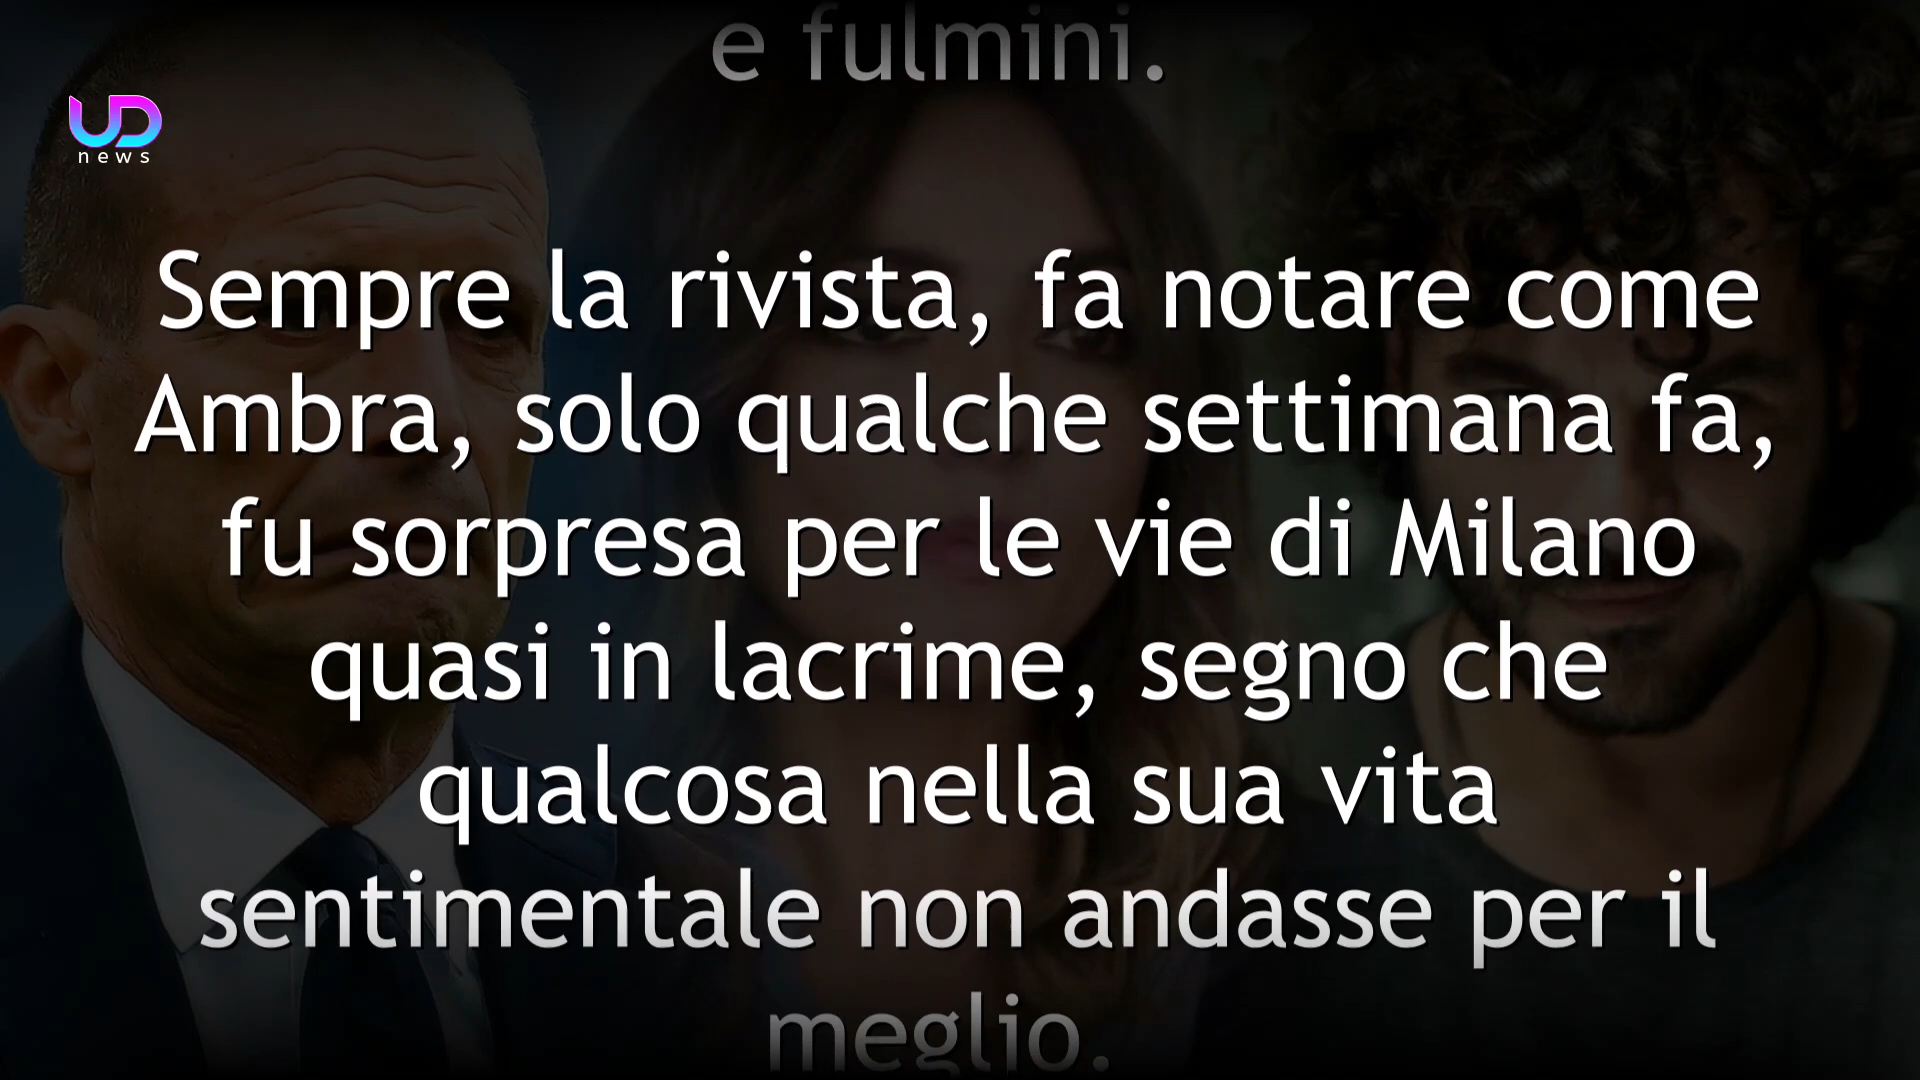 e fulmini.
UD
news
Sempre la rivista, fa notare come
Ambra, solo qualche settimana fa,
fu sorpresa per le vie di Milano
quasi in lacrime, segno che
qualcosa nella sua vita
sentimentale non andasse per il
meglio.